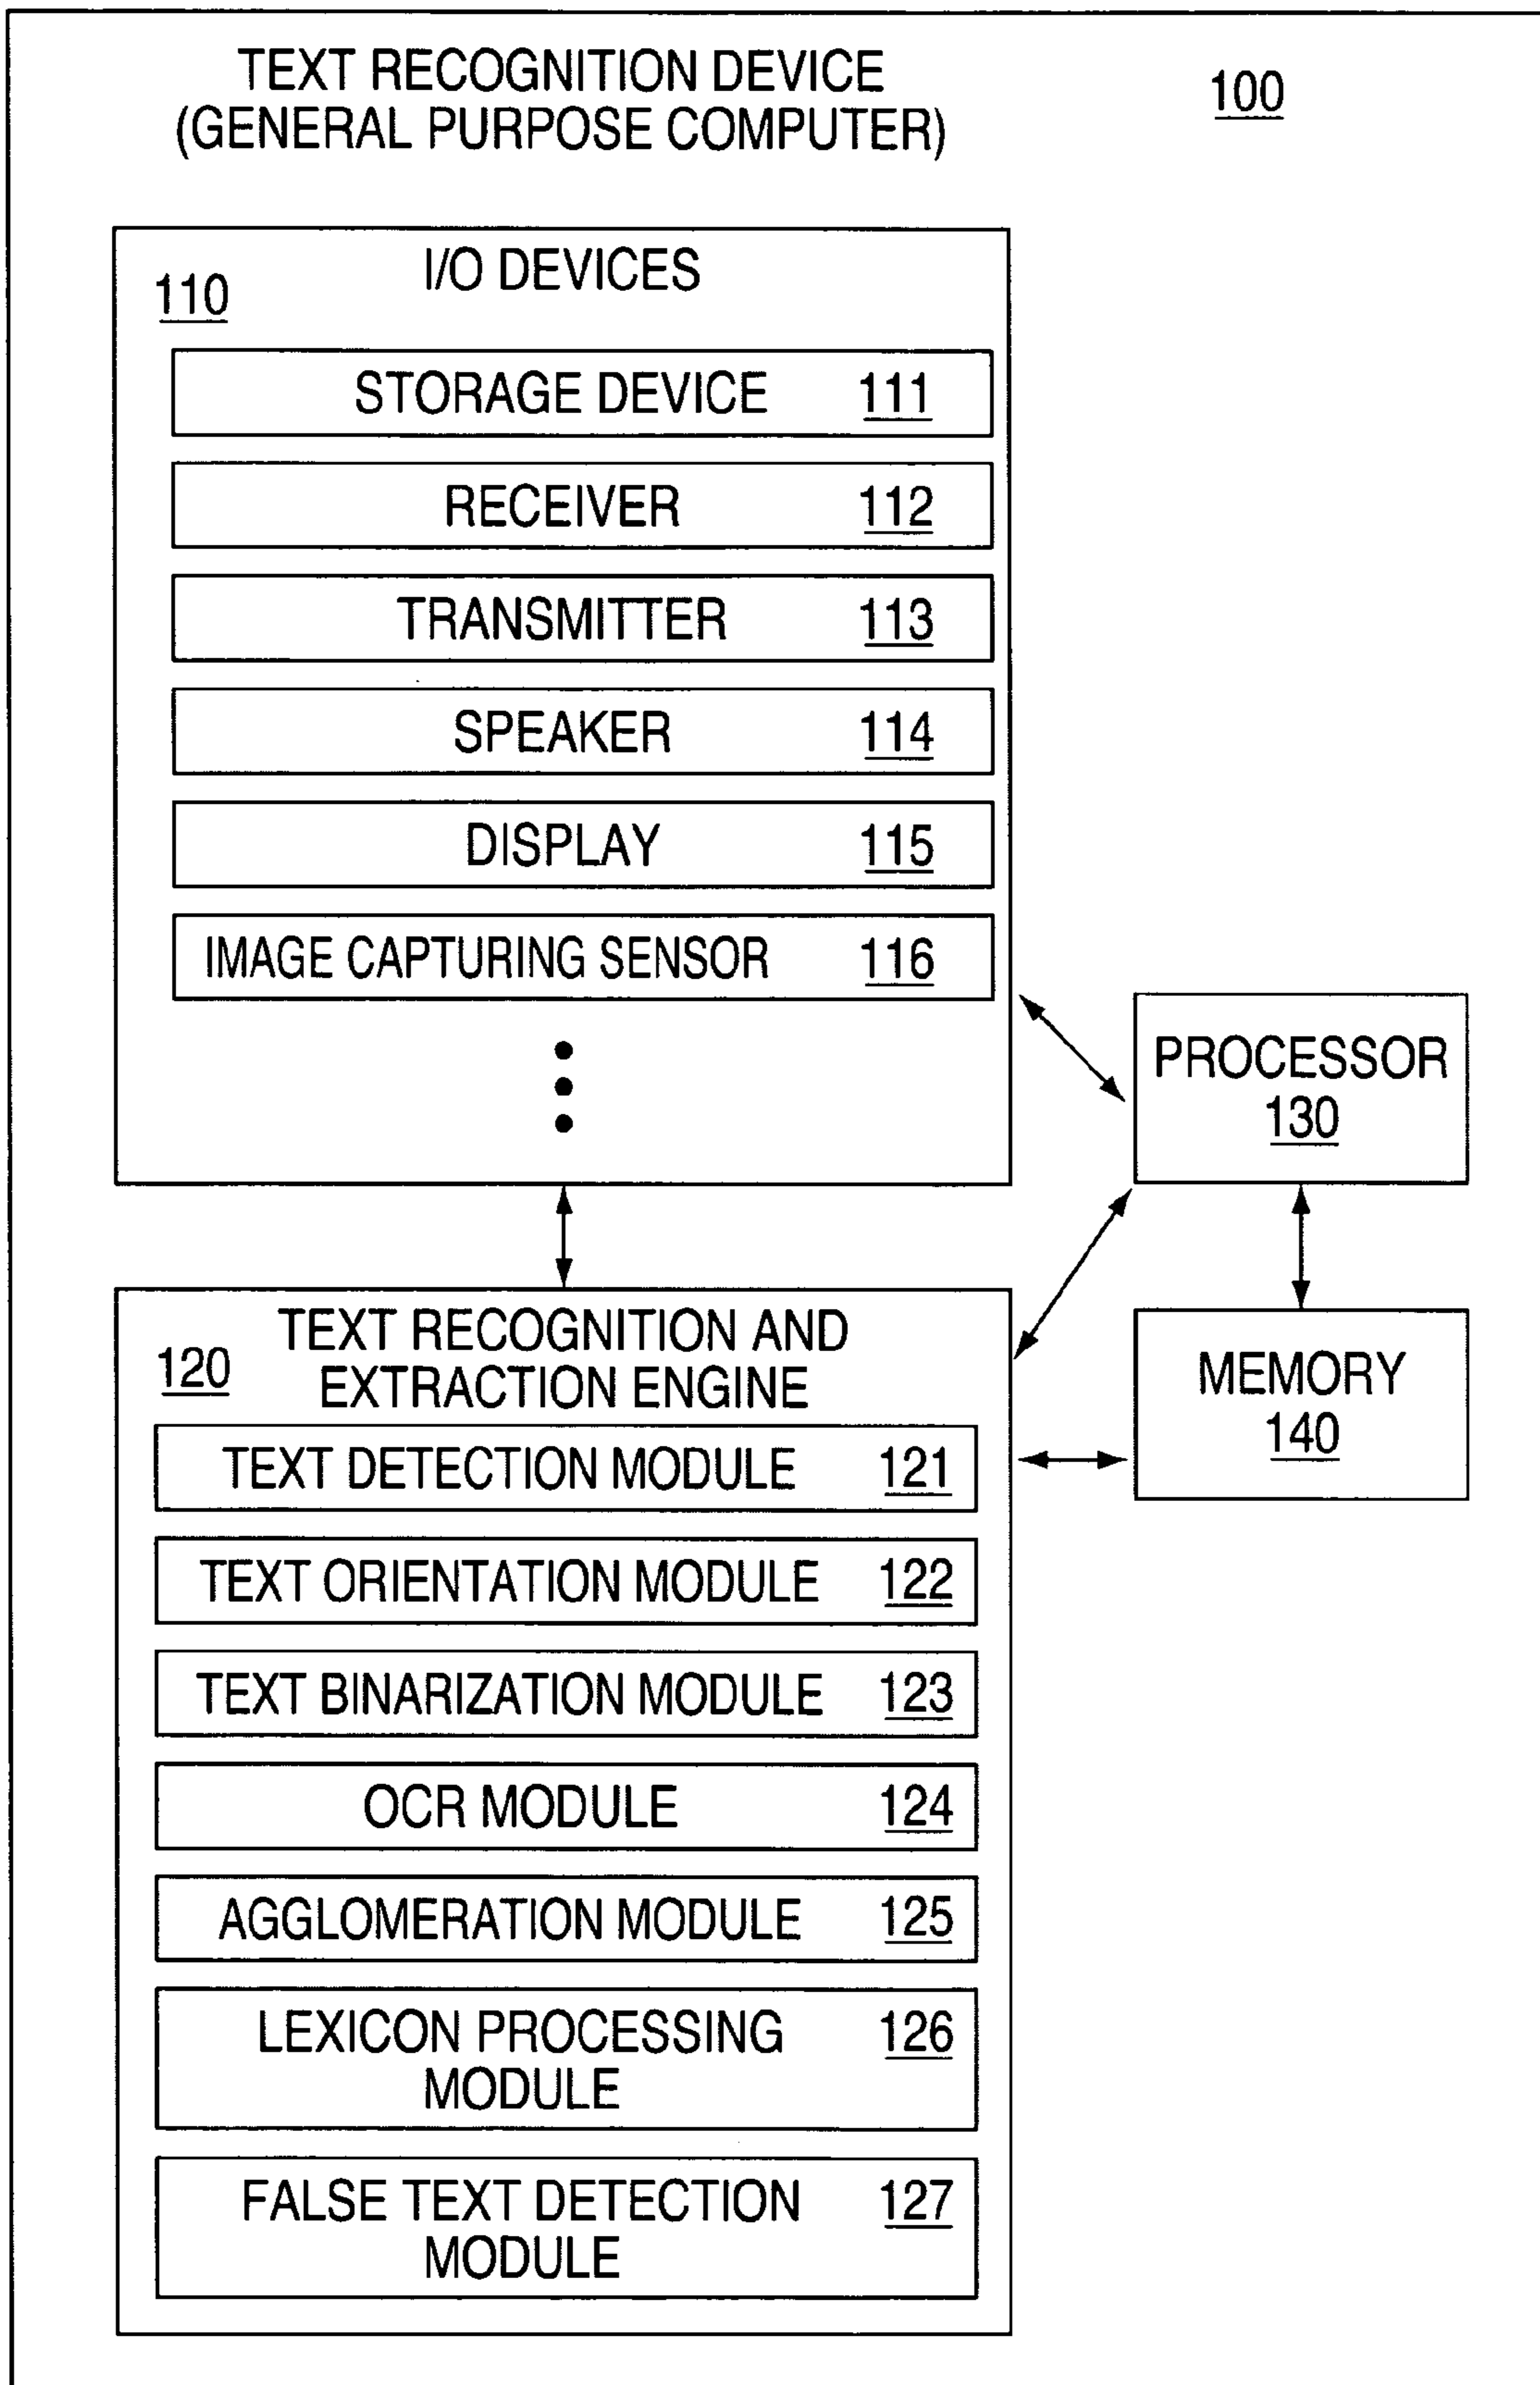 TEXT RECOGNITION DEVICE
(GENERAL PURPOSE COMPUTER)
100
I/O DEVICES
110
STORAGE DEVICE 111
RECEIVER 112
TRANSMITTER 113
SPEAKER 114
DISPLAY 115
IMAGE CAPTURING SENSOR 116
PROCESSOR
130
TEXT RECOGNITION AND
EXTRACTION ENGINE
120
MEMORY
140
TEXT DETECTION MODULE 121
TEXT ORIENTATION MODULE 122
TEXT BINARIZATION MODULE 123
OCR MODULE 124
AGGLOMERATION MODULE 125
LEXICON PROCESSING 126
MODULE
FALSE TEXT DETECTION 127
MODULE